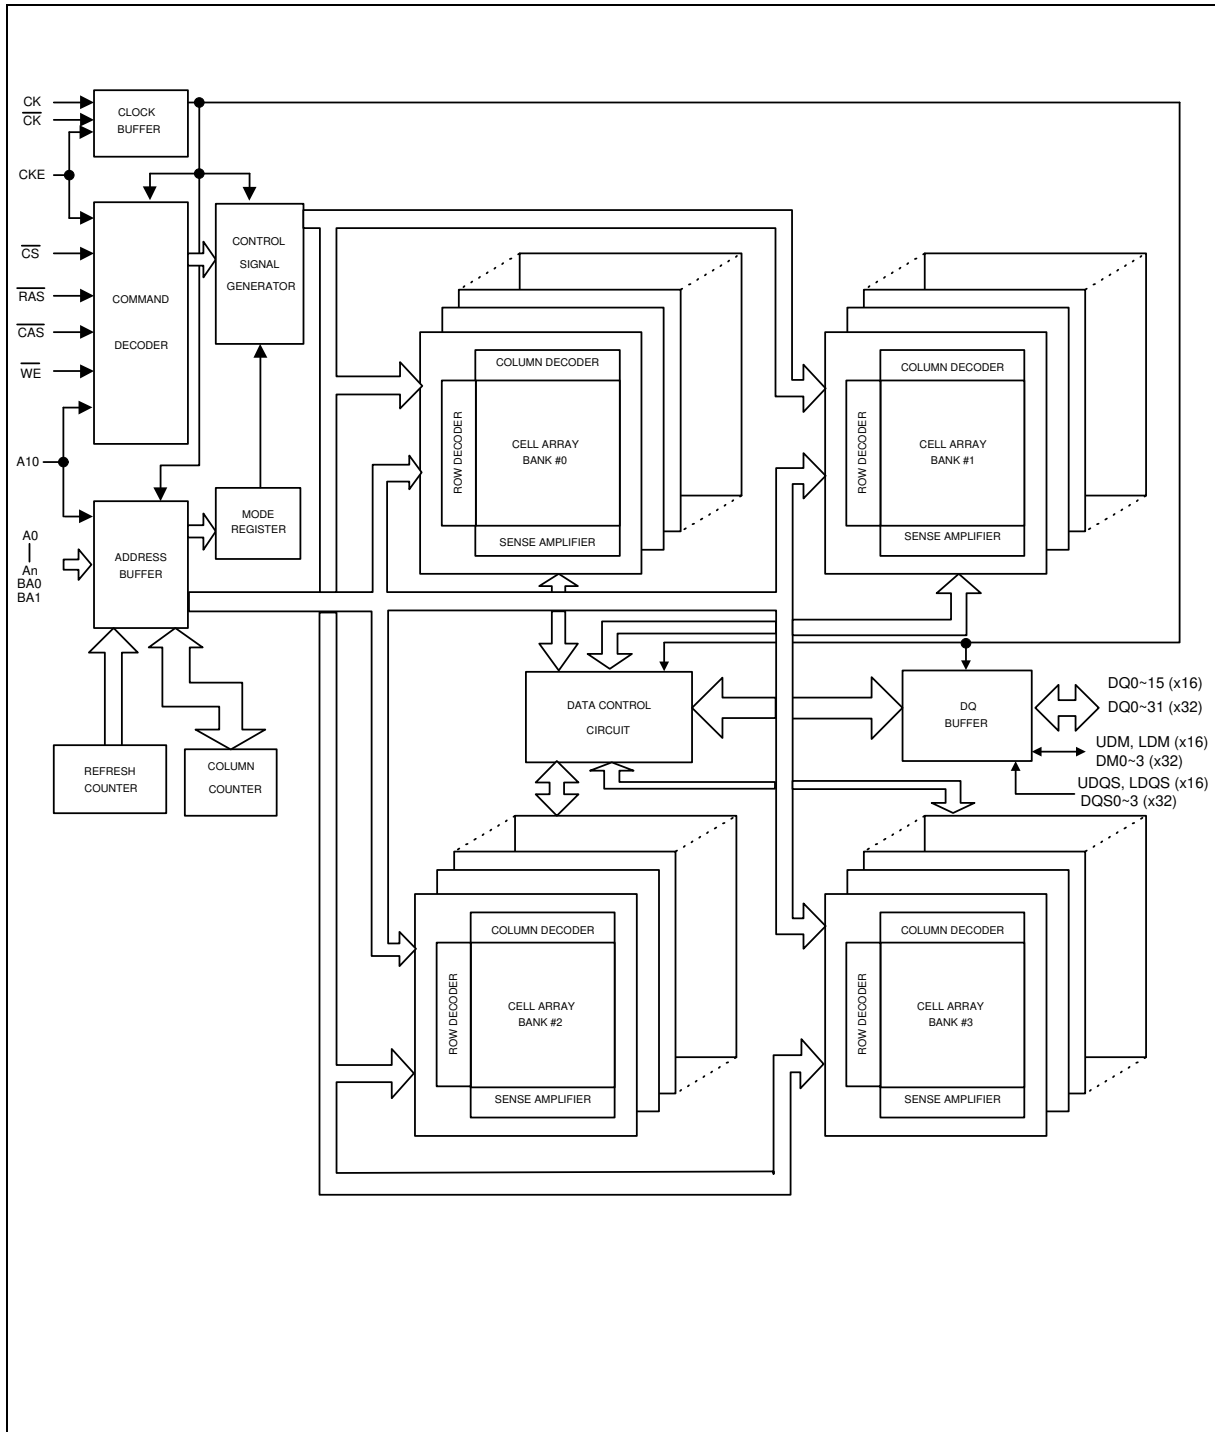 CK
CK
CLOCK
BUFFER
CKE
CS
RAS
CAS
WE
COMMAND
DECODER
CONTROL
SIGNAL
GENERATOR
A10
A0
An
BA0
BA1
ADDRESS
BUFFER
MODE
REGISTER
REFRESH
COUNTER
COLUMN
COUNTER
COLUMN DECODER
ROW DECODER
CELL ARRAY
BANK #0
SENSE AMPLIFIER
COLUMN DECODER
ROW DECODER
CELL ARRAY
BANK #1
SENSE AMPLIFIER
DATA CONTROL
CIRCUIT
DQ
BUFFER
DQ0~15 (x16)
DQ0~31 (x32)
UDM, LDM (x16)
DM0~3 (x32)
UDQS, LDQS (x16)
DQS0~3 (x32)
COLUMN DECODER
ROW DECODER
CELL ARRAY
BANK #2
SENSE AMPLIFIER
COLUMN DECODER
ROW DECODER
CELL ARRAY
BANK #3
SENSE AMPLIFIER